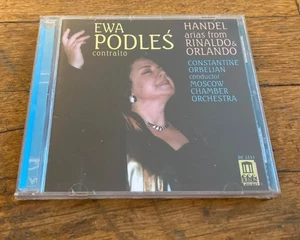 EWA
PODLEŚ
contralto
HANDEL
arias from
RINALDO &
ORLANDO
CONSTANTINE
ORBELIAN
conductor
MOSCOW
CHAMBER
ORCHESTRA